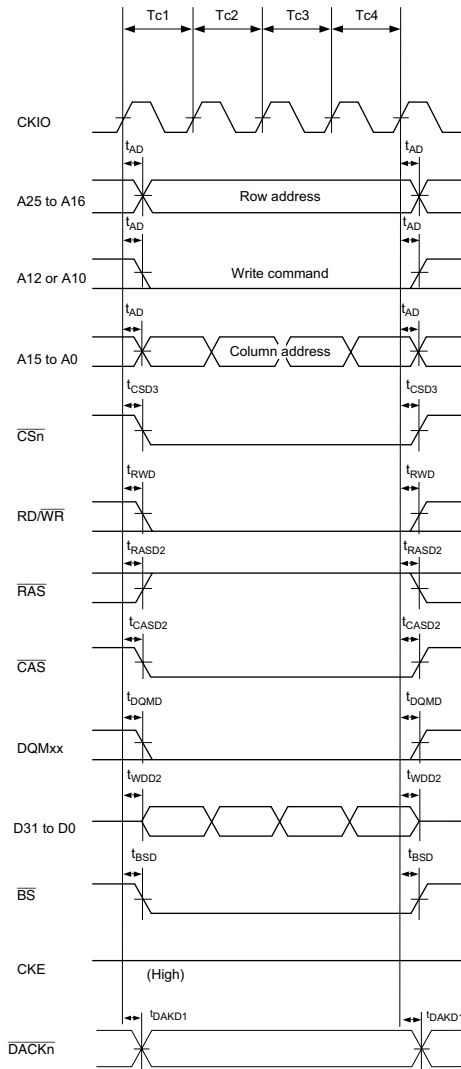 Tc1 Tc2 Tc3 Tc4
CKIO
tAD tAD
A25 to A16 Row address
tAD tAD
A12 or A10 Write command
tAD tAD
A15 to A0 Column address
tCSD3 tCSD3
CSn
tRWD tRWD
RD/WR
tRASD2 tRASD2
RAS
tCASD2 tCASD2
CAS
tDQMD tDQMD
DQMxx
tWDD2 tWDD2
D31 to D0
tBSD tBSD
BS
CKE (High)
tDAKD1 tDAKD1
DACKn